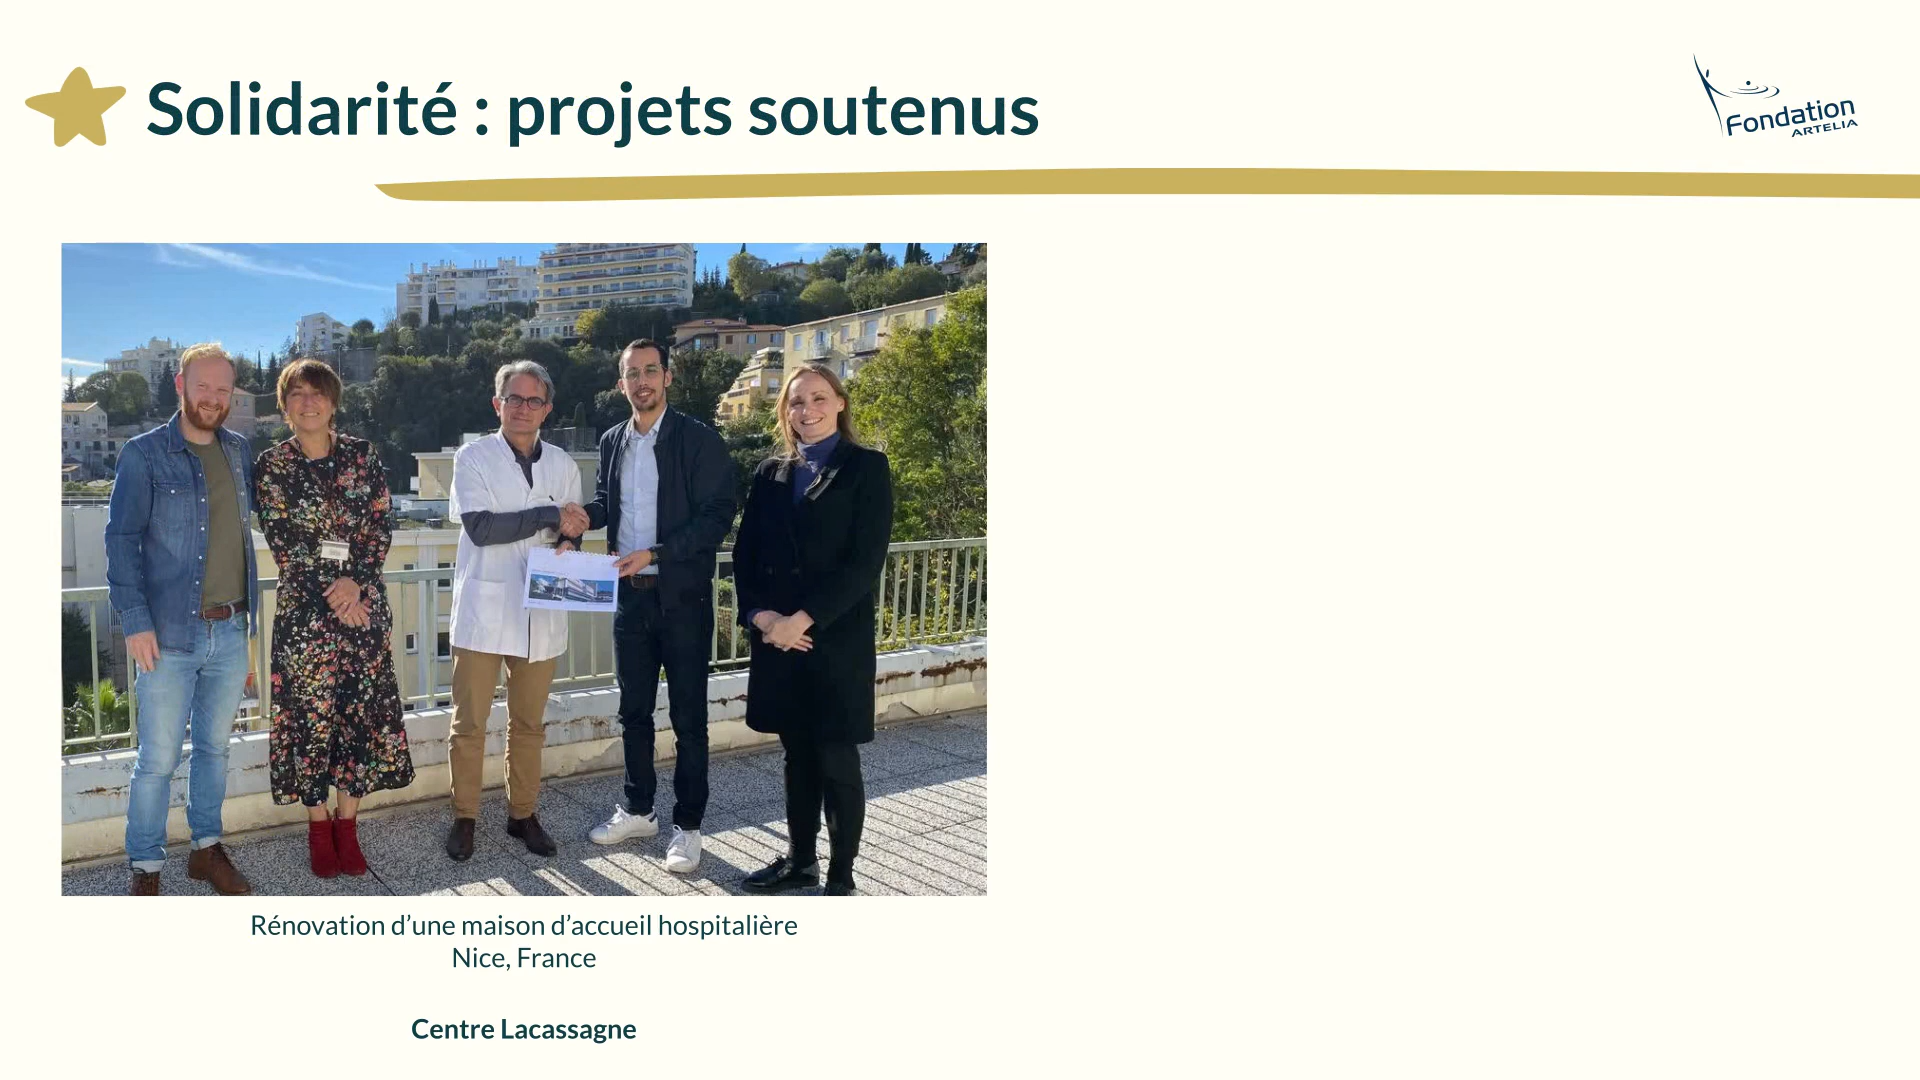 Solidarité : projets soutenus
Fondation
ARTELIA
Rénovation d’une maison d’accueil hospitalière
Nice, France
Centre Lacassagne